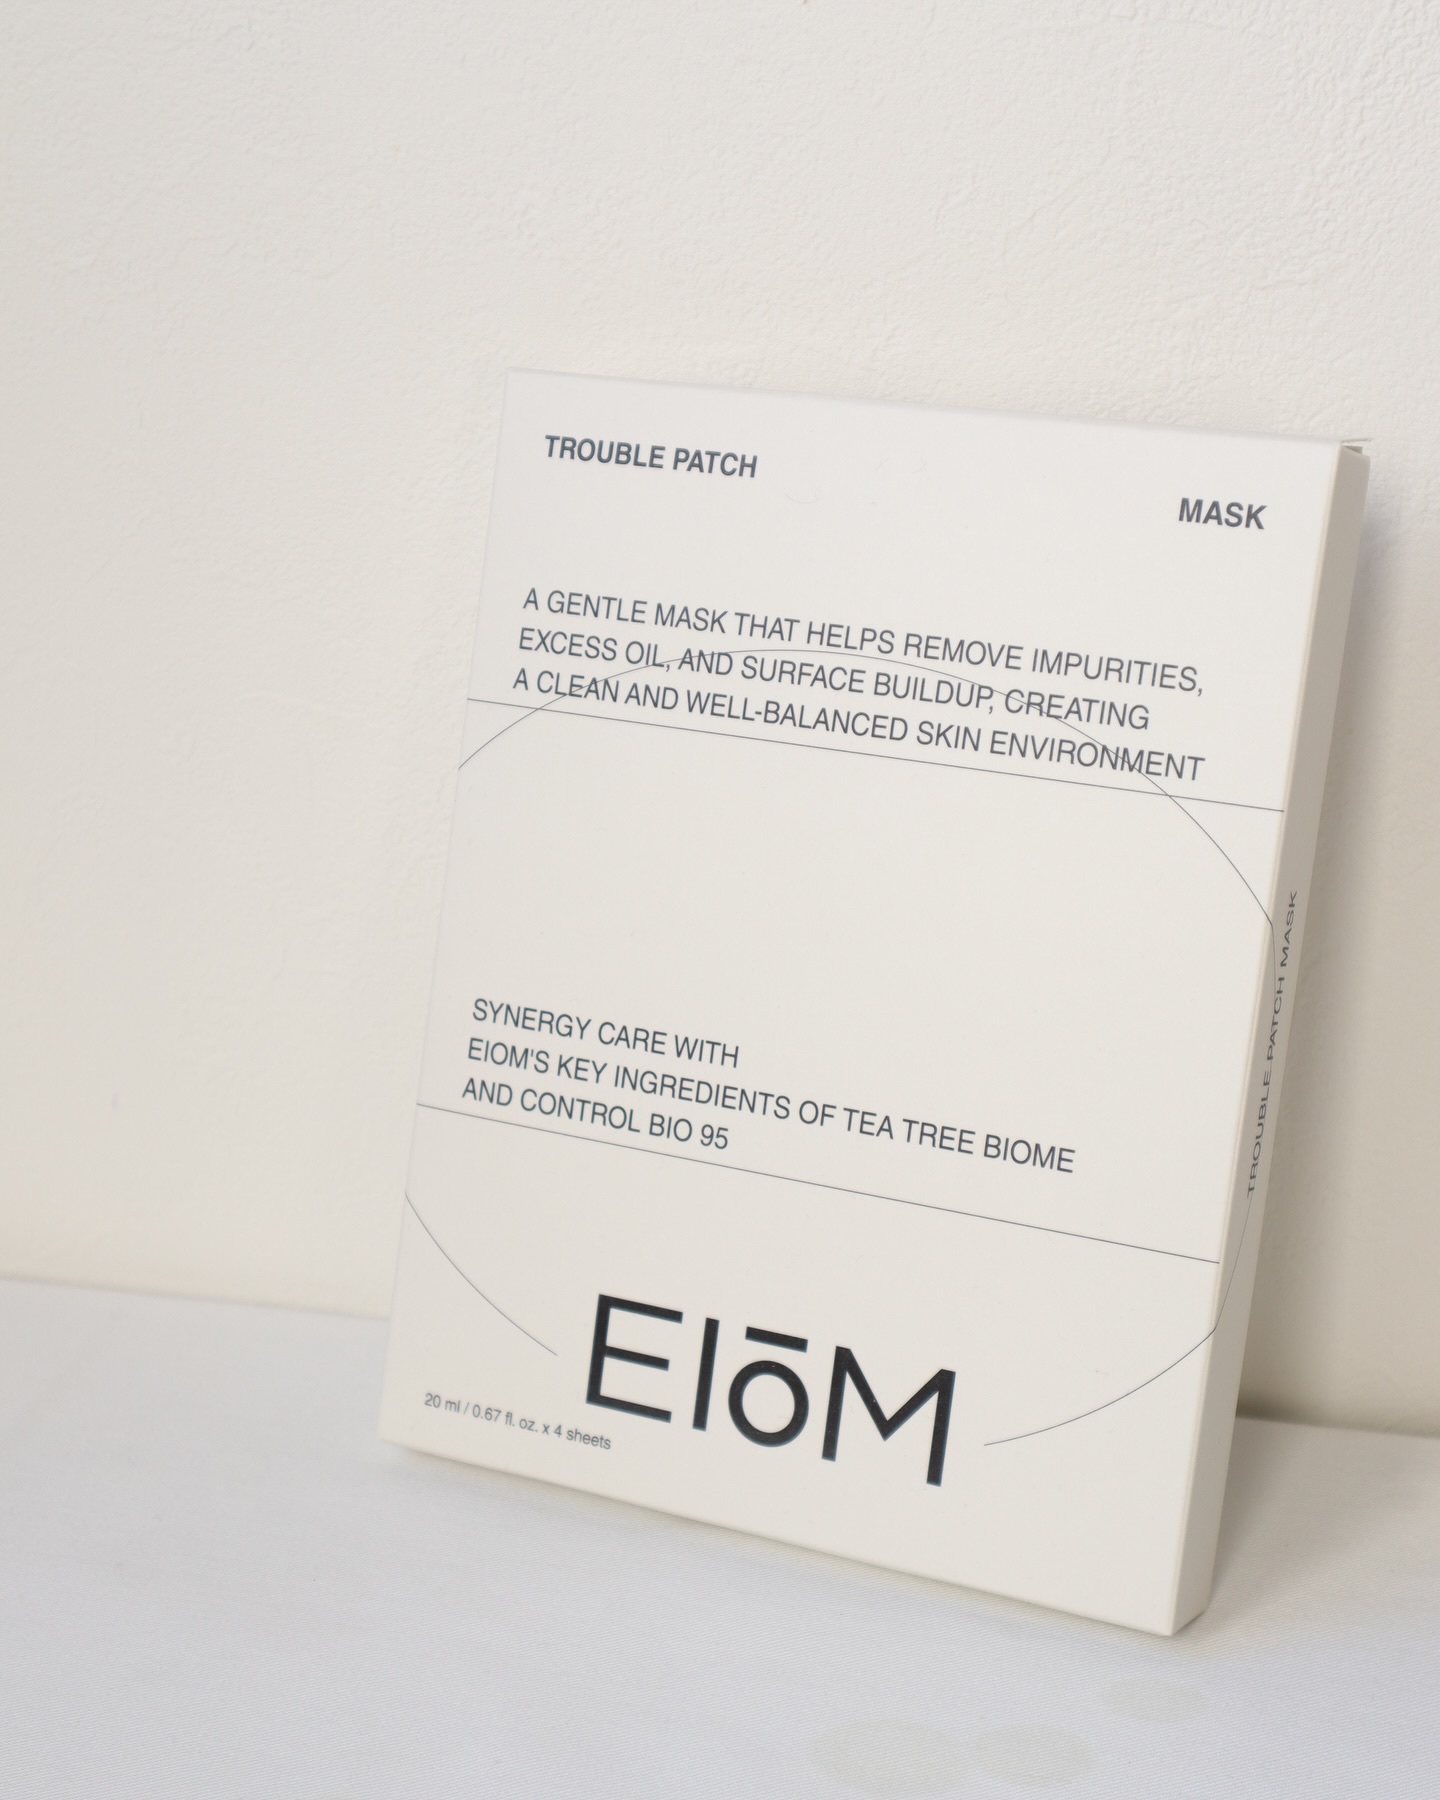 TROUBLE PATCH
MASK
A GENTLE MASK THAT HELPS REMOVE IMPURITIES,
EXCESS OIL, AND SURFACE BUILDUP, CREATING
A CLEAN AND WELL-BALANCED SKIN ENVIRONMENT
SYNERGY CARE WITH
EIOM'S KEY INGREDIENTS OF TEA TREE BIOME
AND CONTROL BIO 95
EIōM
20 ml / 0.67 fl. oz. x 4 sheets
TROUBLE PATCH MASK